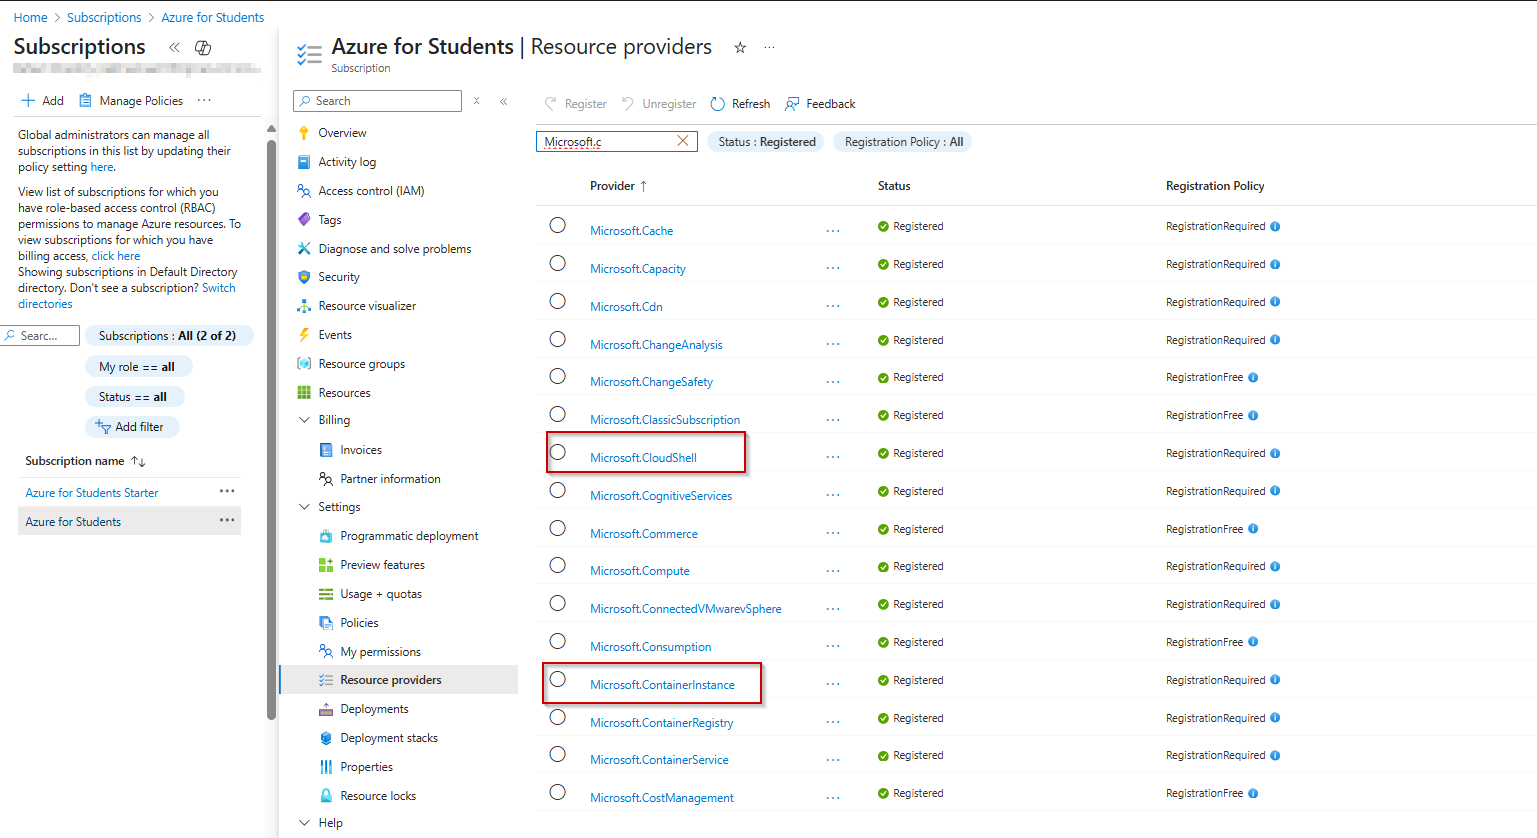 Home > Subscriptions > Azure for Students
Subscriptions
Add Manage Policies ...
Global administrators can manage all
subscriptions in this list by updating their
policy setting here.
View list of subscriptions for which you
have role-based access control (RBAC)
permissions to manage Azure resources. To
view subscriptions for which you have
billing access, click here
Showing subscriptions in Default Directory
directory. Don't see a subscription? Switch
directories
Searc... Subscriptions : All (2 of 2)
My role == all
Status == all
Add filter
Subscription name
Azure for Students Starter ...
Azure for Students ...
Azure for Students | Resource providers ...
Subscription
Search
Overview
Activity log
Access control (IAM)
Tags
Diagnose and solve problems
Security
Resource visualizer
Events
Resource groups
Resources
Billing
Invoices
Partner information
Settings
Programmatic deployment
Preview features
Usage + quotas
Policies
My permissions
Resource providers
Deployments
Deployment stacks
Properties
Resource locks
Help
Register Unregister Refresh Feedback
Microsoft.c Status : Registered Registration Policy : All
Provider ↑ Status Registration Policy
Microsoft.Cache ... Registered RegistrationRequired
Microsoft.Capacity ... Registered RegistrationRequired
Microsoft.Cdn ... Registered RegistrationRequired
Microsoft.ChangeAnalysis ... Registered RegistrationRequired
Microsoft.ChangeSafety ... Registered RegistrationFree
Microsoft.ClassicSubscription ... Registered RegistrationFree
Microsoft.CloudShell ... Registered RegistrationRequired
Microsoft.CognitiveServices ... Registered RegistrationRequired
Microsoft.Commerce ... Registered RegistrationFree
Microsoft.Compute ... Registered RegistrationRequired
Microsoft.ConnectedVMwarevSphere ... Registered RegistrationRequired
Microsoft.Consumption ... Registered RegistrationFree
Microsoft.ContainerInstance ... Registered RegistrationRequired
Microsoft.ContainerRegistry ... Registered RegistrationRequired
Microsoft.ContainerService ... Registered RegistrationRequired
Microsoft.CostManagement ... Registered RegistrationFree